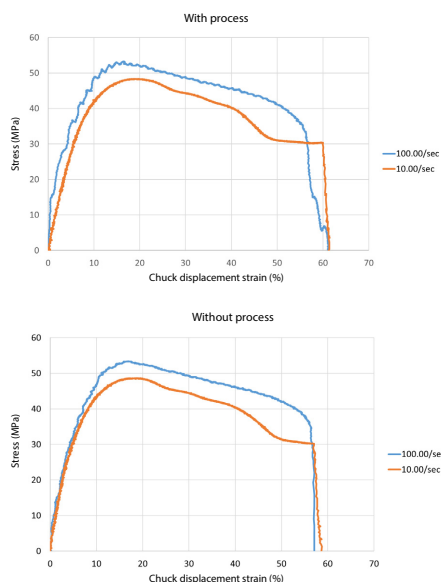 With process
60
50
40
30
20
10
0
Stress (MPa)
0 10 20 30 40 50 60 70
Chuck displacement strain (%)
100.00/sec
10.00/sec
Without process
60
50
40
30
20
10
0
Stress (MPa)
0 10 20 30 40 50 60 70
Chuck displacement strain (%)
100.00/se
10.00/sec